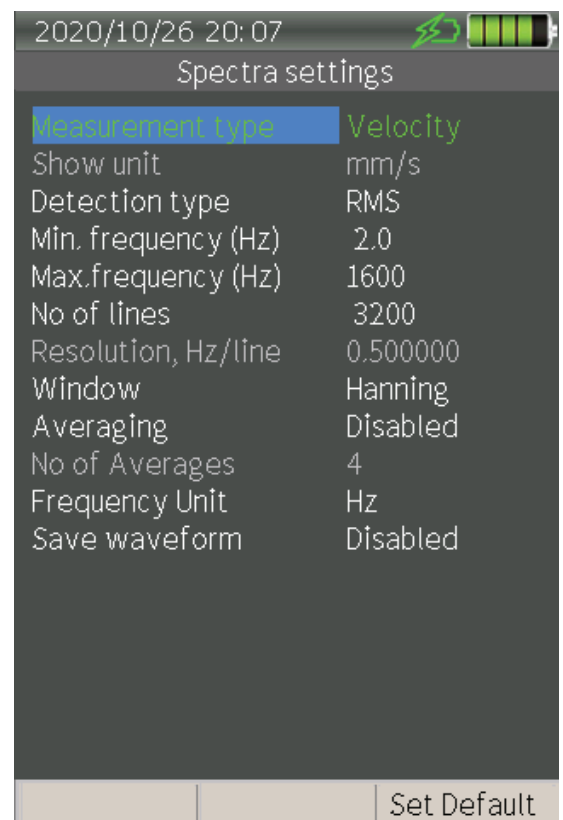 2020/10/26 20:07
Spectra settings
Measurement type Velocity
Show unit mm/s
Detection type RMS
Min. frequency (Hz) 2.0
Max.frequency (Hz) 1600
No of lines 3200
Resolution, Hz/line 0.500000
Window Hanning
Averaging Disabled
No of Averages 4
Frequency Unit Hz
Save waveform Disabled
Set Default